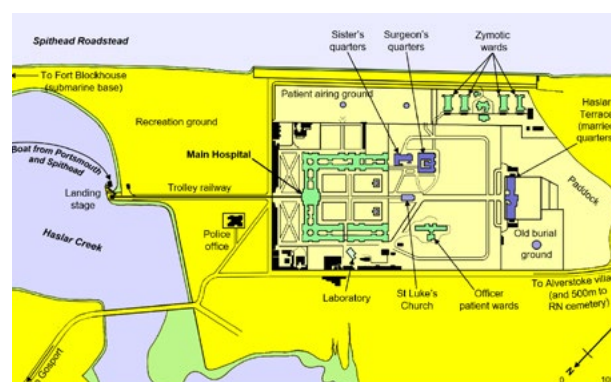 Spithead Roadstead
Sister's
quarters
Surgeon's
quarters
Zymotic
wards
To Fort Blockhouse
(submarine base)
Patient airing ground
Haslar
Terrace
(married
quarters)
Recreation ground
Boat from Portsmouth
and Spithead
Main Hospital
Trolley railway
Landing
stage
Paddock
Haslar Creek
Police
office
Old burial
ground
Laboratory
St Luke's
Church
Officer
patient wards
To Alverstoke villa
(and 500m to
RN cemetery)
Gosport
N
0